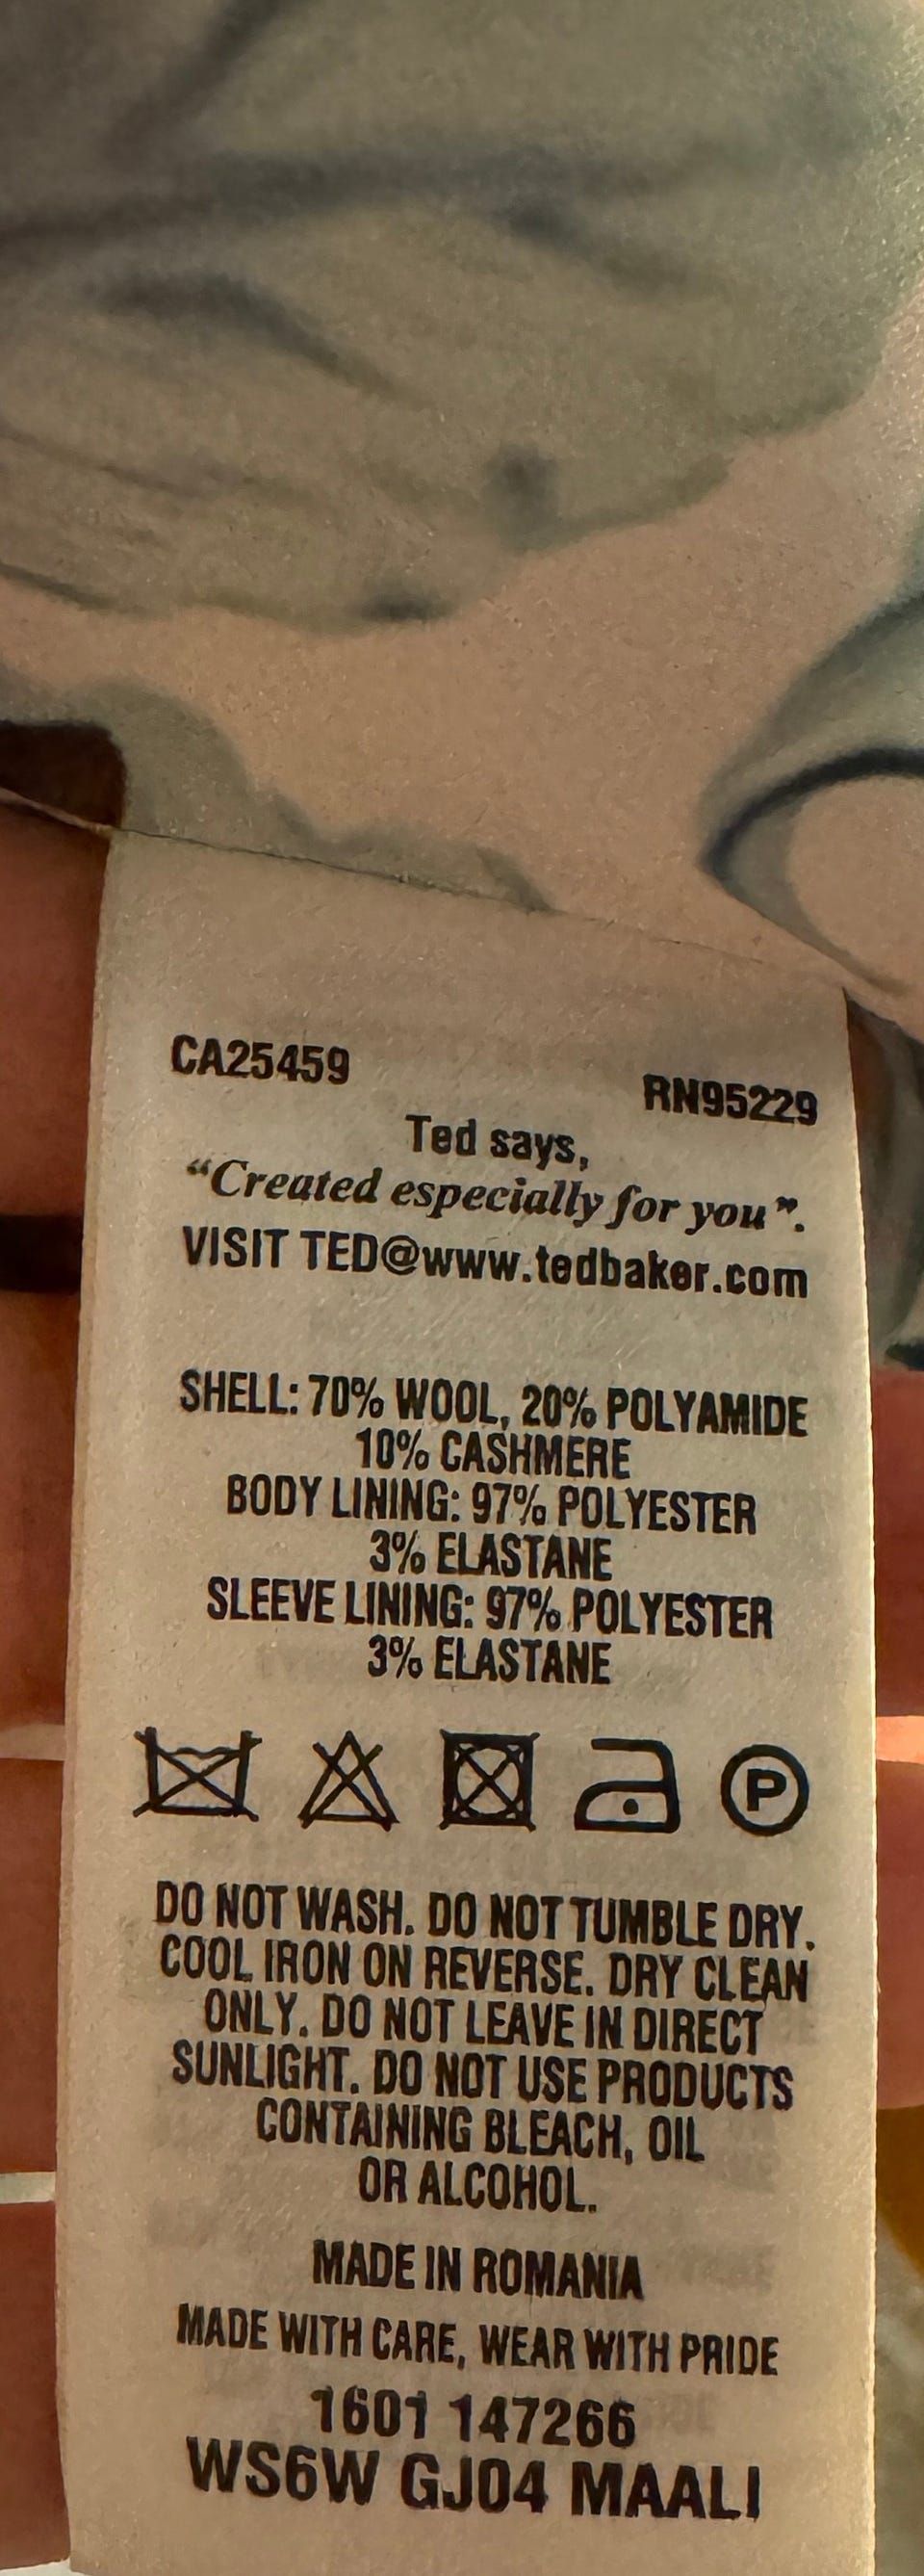 CA25459
RN95229
Ted says,
“Created especially for you”.
VISIT TED@www.tedbaker.com
SHELL: 70% WOOL, 20% POLYAMIDE
10% CASHMERE
BODY LINING: 97% POLYESTER
3% ELASTANE
SLEEVE LINING: 97% POLYESTER
3% ELASTANE
P
DO NOT WASH. DO NOT TUMBLE DRY.
COOL IRON ON REVERSE. DRY CLEAN
ONLY. DO NOT LEAVE IN DIRECT
SUNLIGHT. DO NOT USE PRODUCTS
CONTAINING BLEACH, OIL
OR ALCOHOL.
MADE IN ROMANIA
MADE WITH CARE, WEAR WITH PRIDE
1601 147266
WS6W GJ04 MAALI